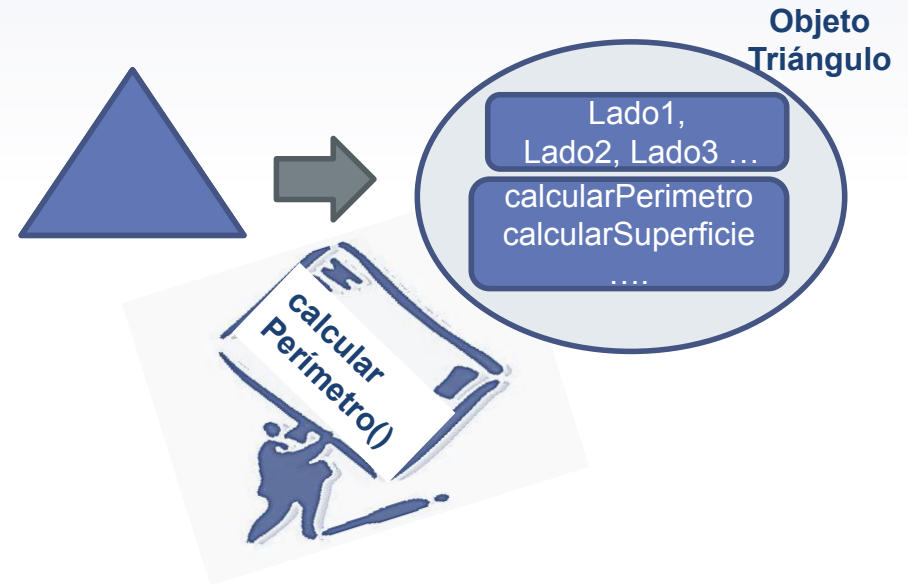 Objeto
Triángulo
Lado1,
Lado2, Lado3 …
calcularPerimetro
calcularSuperficie
….
calcular
Perímetro()